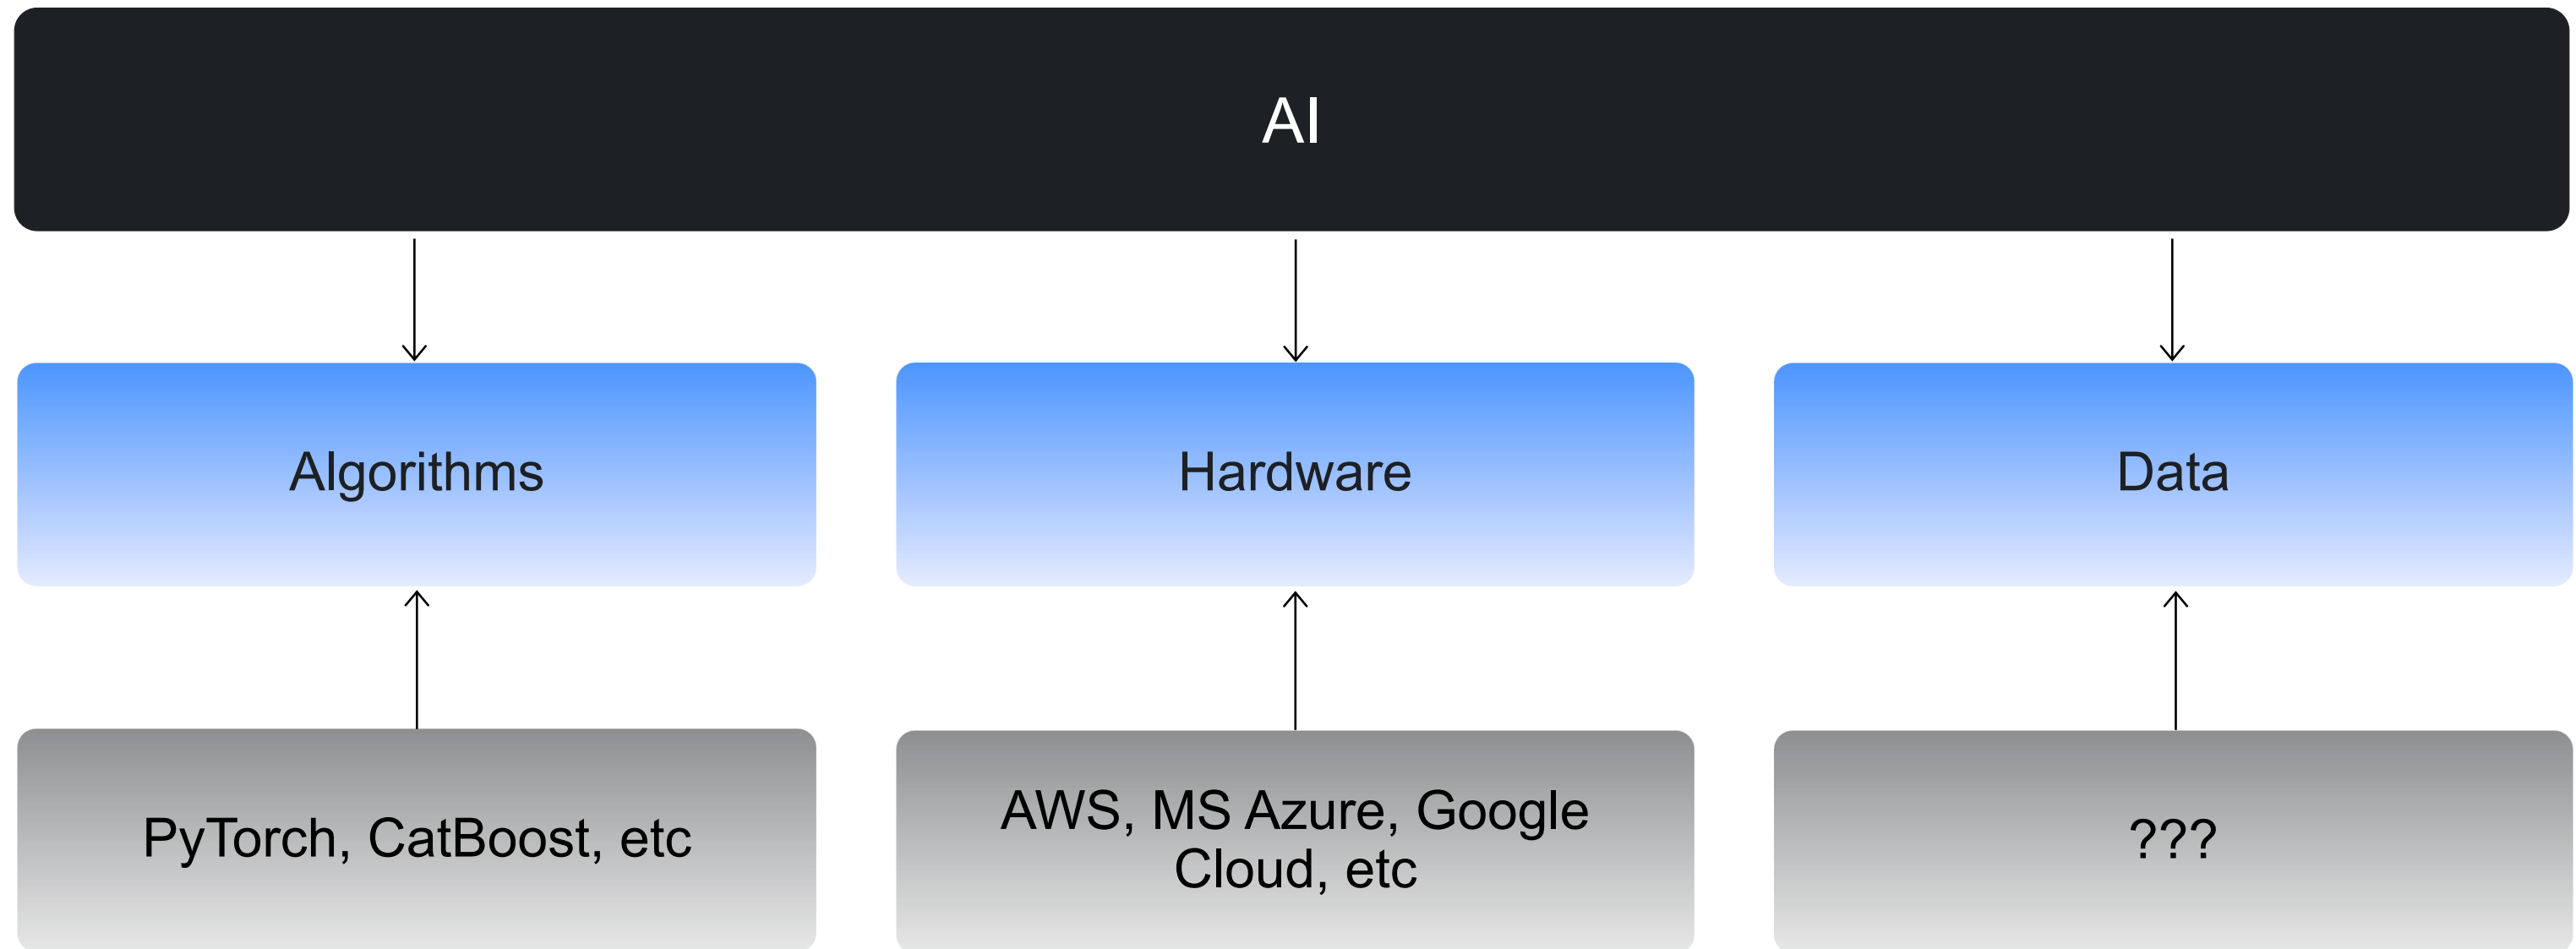 AI
Algorithms
Hardware
Data
PyTorch, CatBoost, etc
AWS, MS Azure, Google
Cloud, etc
???